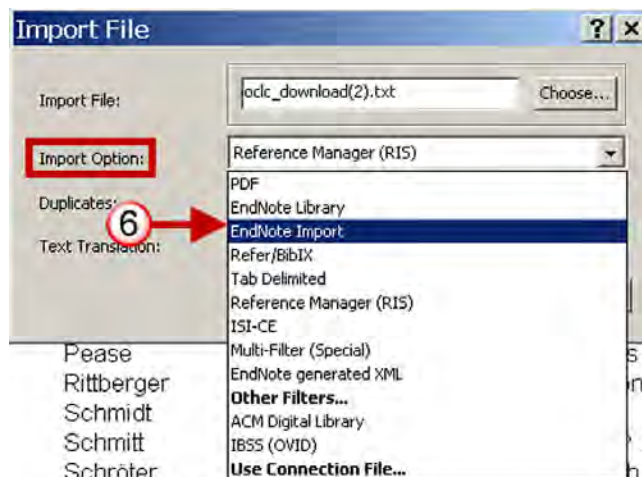 Import File
? ×
Import File:
oclc_download(2).txt
Choose...
Import Option:
Reference Manager (RIS)
Duplicates:
PDF
EndNote Library
6
EndNote Import
Text Translation:
Refer/BibIX
Tab Delimited
Reference Manager (RIS)
ISI-CE
Multi-Filter (Special)
EndNote generated XML
Other Filters...
ACM Digital Library
IBSS (OVID)
Use Connection File...
Pease
Rittberger
Schmidt
Schmitt
Schröter